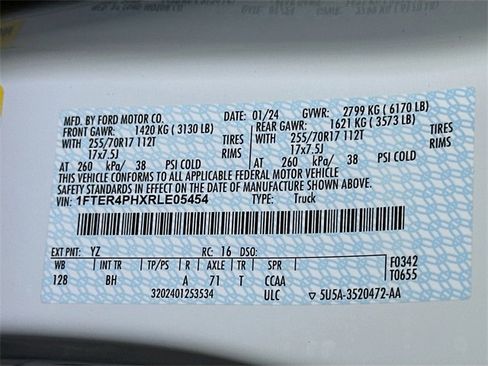 MFD. BY FORD MOTOR CO. DATE: 01/24 GVWR: 2799 KG ( 6170 LB)
FRONT GAWR: 1420 KG ( 3130 LB) REAR GAWR: 1621 KG ( 3573 LB)
255/70R17 112T TIRES 255/70R17 112T TIRES
17x7.5J RIMS 17x7.5J RIMS
AT 260 kPa/ 38 PSI COLD AT 260 kPa/ 38 PSI COLD
THIS VEHICLE CONFORMS TO ALL APPLICABLE FEDERAL MOTOR VEHICLE
SAFETY STANDARDS IN EFFECT ON THE DATE OF MANUFACTURE SHOWN ABOVE.
VIN: 1FTER4PHXRLE05454 TYPE: Truck
EXT PNT: YZ RC: 16 DSO:
WB INT TR TP/PS R AXLE TR SPR F0342
128 BH A 71 T CCAA T0655
3202401253534 ULC ▽ 5U5A-3520472-AA